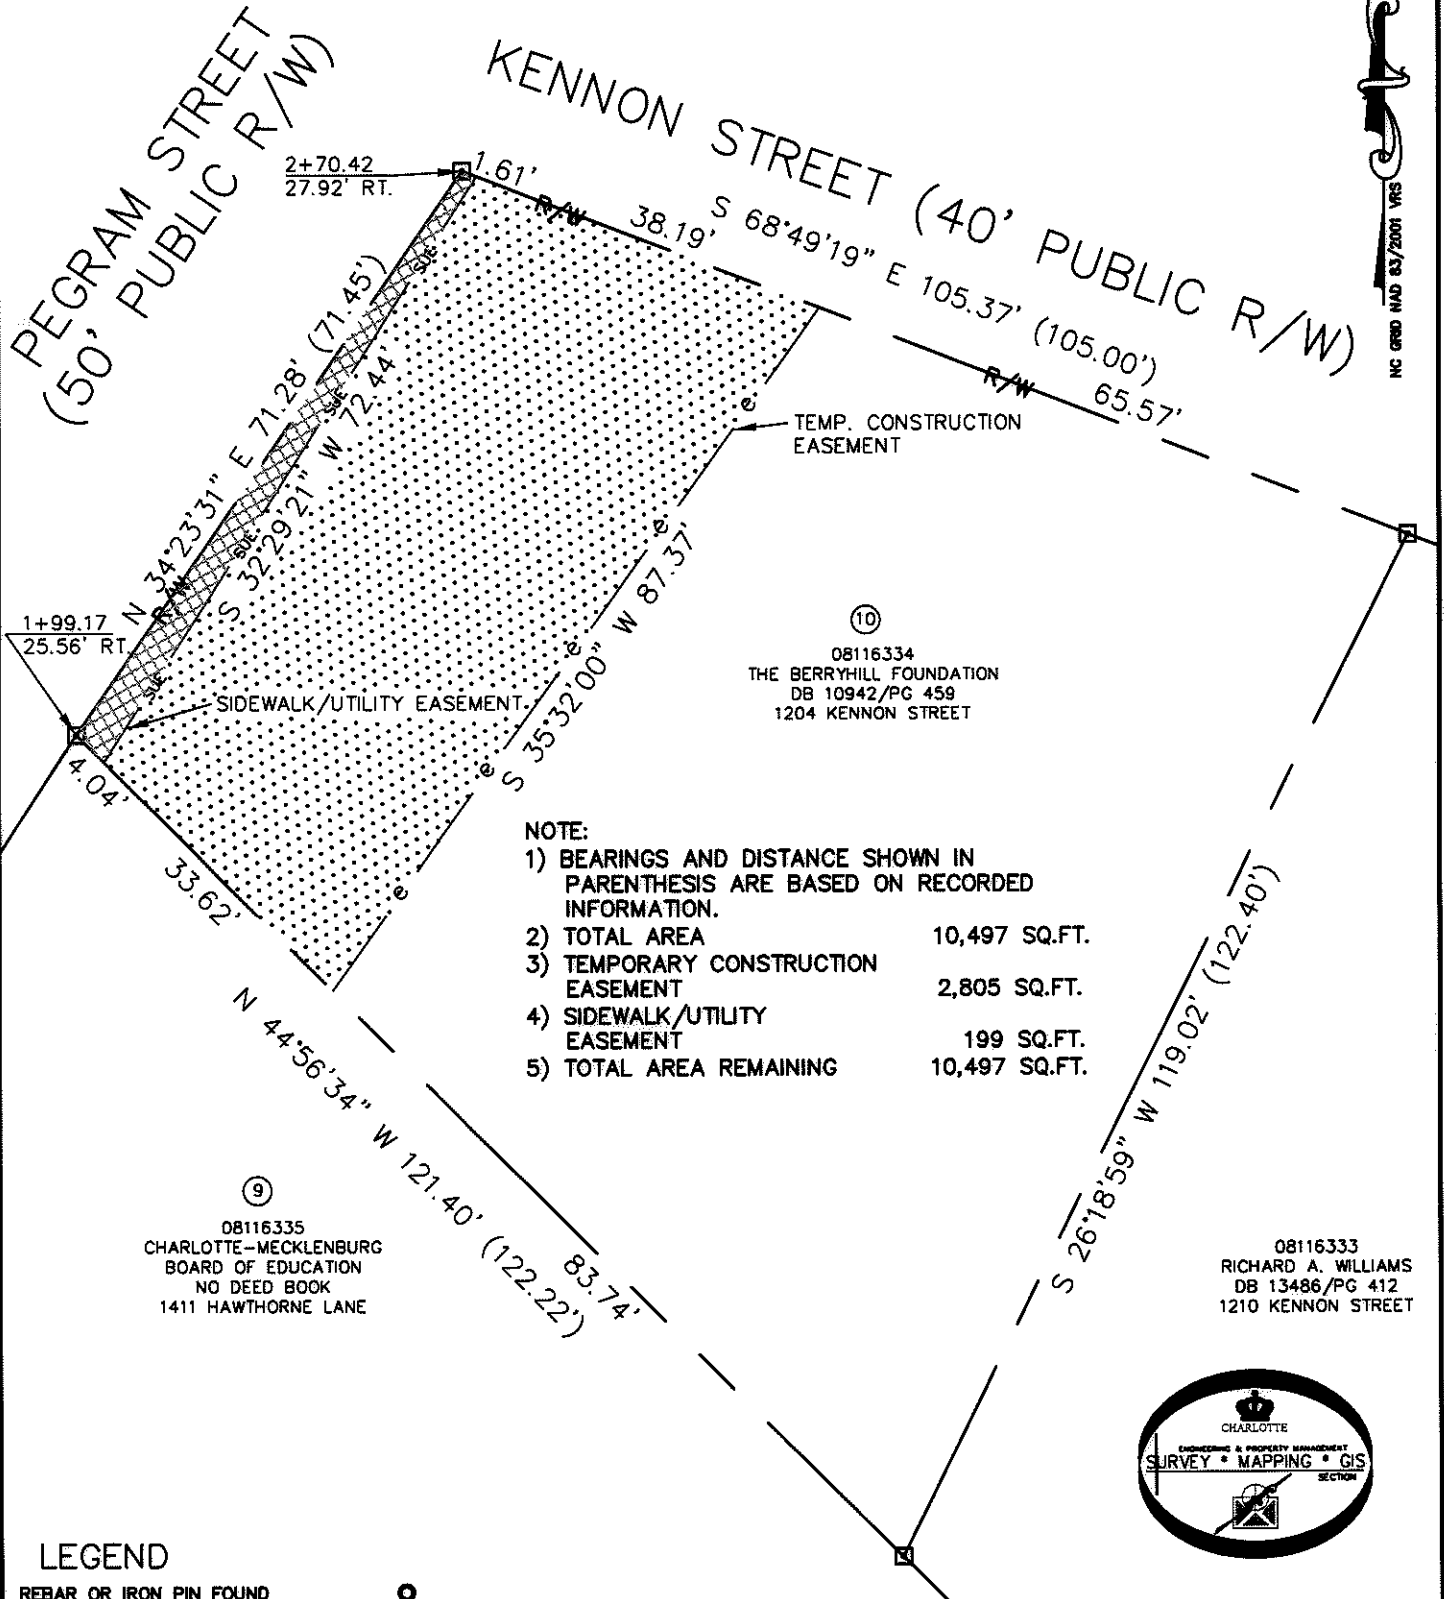 PEGRAM STREET
(50' PUBLIC R/W)
KENNON STREET (40' PUBLIC R/W)
NC GRID NAD 83/2001 VRS
2+70.42
27.92' RT.
1.61'
R/W
38.19'
S 68°49'19" E 105.37' (105.00')
R/W
65.57'
N 34°23'31" E 71.28' (71.45')
R/W
SUE
SUE
SUE
SUE
S 32°29'21" W 72.44'
e
TEMP. CONSTRUCTION
EASEMENT
e
e
e
e
S 35°32'00" W 87.37'
1+99.17
25.56' RT.
SIDEWALK/UTILITY EASEMENT
4.04'
33.62'
10
08116334
THE BERRYHILL FOUNDATION
DB 10942/PG 459
1204 KENNON STREET
NOTE:
1) BEARINGS AND DISTANCE SHOWN IN
PARENTHESIS ARE BASED ON RECORDED
INFORMATION.
2) TOTAL AREA 10,497 SQ.FT.
3) TEMPORARY CONSTRUCTION
EASEMENT 2,805 SQ.FT.
4) SIDEWALK/UTILITY
EASEMENT 199 SQ.FT.
5) TOTAL AREA REMAINING 10,497 SQ.FT.
N 44°56'34" W 121.40' (122.22')
83.74'
S 26°18'59" W 119.02' (122.40')
9
08116335
CHARLOTTE-MECKLENBURG
BOARD OF EDUCATION
NO DEED BOOK
1411 HAWTHORNE LANE
08116333
RICHARD A. WILLIAMS
DB 13486/PG 412
1210 KENNON STREET
CHARLOTTE
ENGINEERING & PROPERTY MANAGEMENT
SURVEY * MAPPING * GIS
SECTION
LEGEND
REBAR OR IRON PIN FOUND